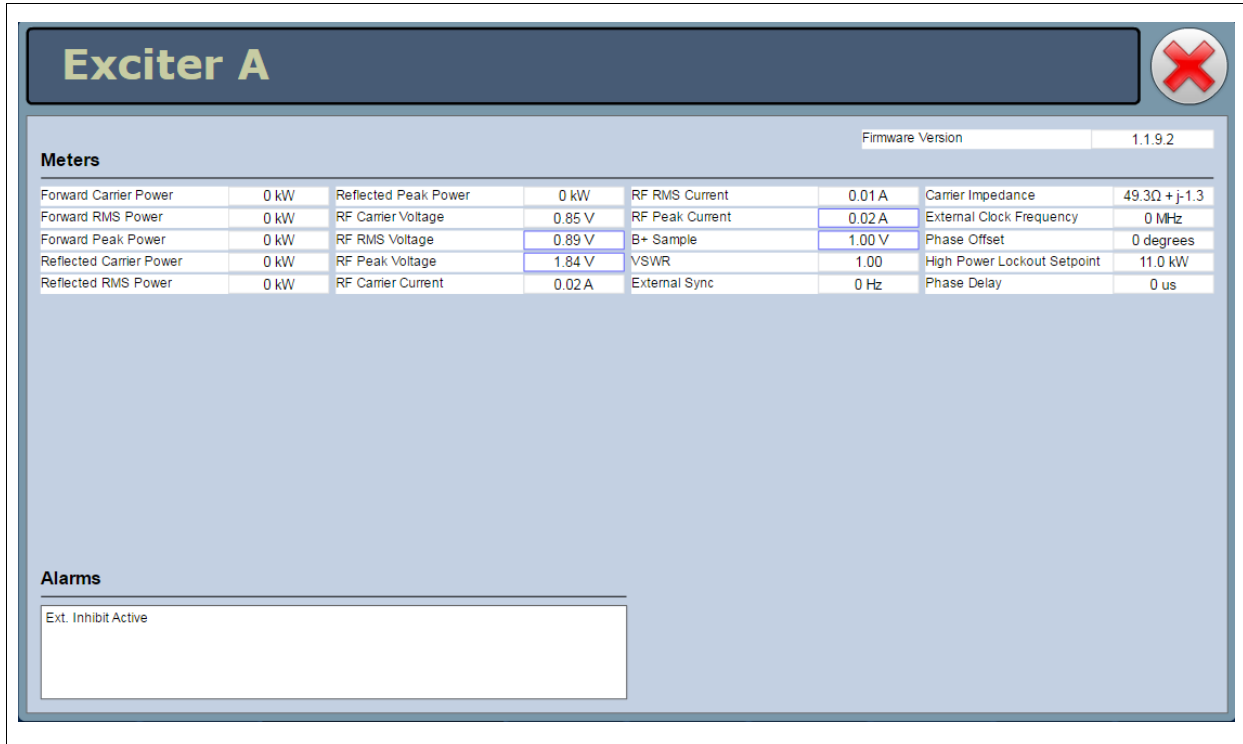 Exciter A
Firmware Version 1.1.9.2
Meters
Forward Carrier Power 0 kW Reflected Peak Power 0 kW RF RMS Current 0.01 A Carrier Impedance 49.3Ω + j-1.3
Forward RMS Power 0 kW RF Carrier Voltage 0.85 V RF Peak Current 0.02 A External Clock Frequency 0 MHz
Forward Peak Power 0 kW RF RMS Voltage 0.89 V B+ Sample 1.00 V Phase Offset 0 degrees
Reflected Carrier Power 0 kW RF Peak Voltage 1.84 V VSWR 1.00 High Power Lockout Setpoint 11.0 kW
Reflected RMS Power 0 kW RF Carrier Current 0.02 A External Sync 0 Hz Phase Delay 0 us
Alarms
Ext. Inhibit Active